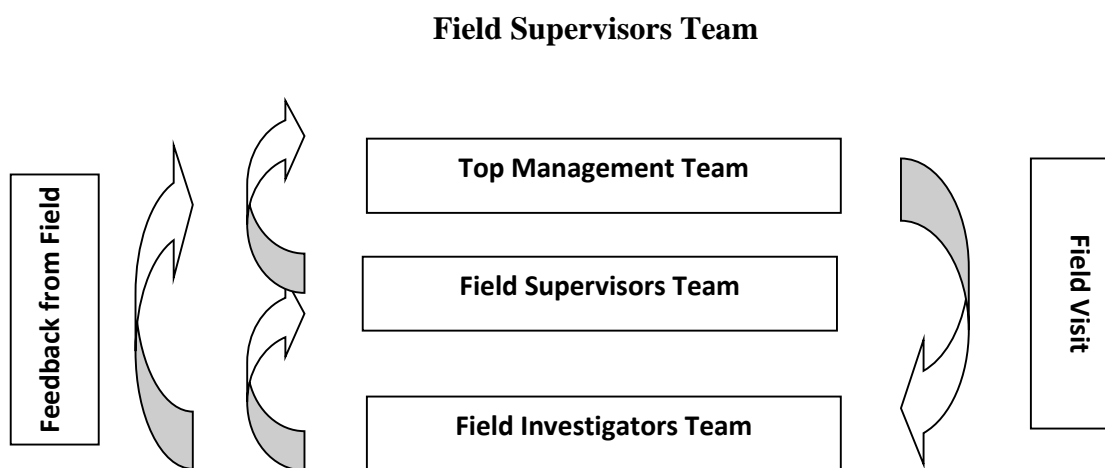 Field Supervisors Team
Top Management Team
Feedback from Field
Field Visit
Field Supervisors Team
Field Investigators Team